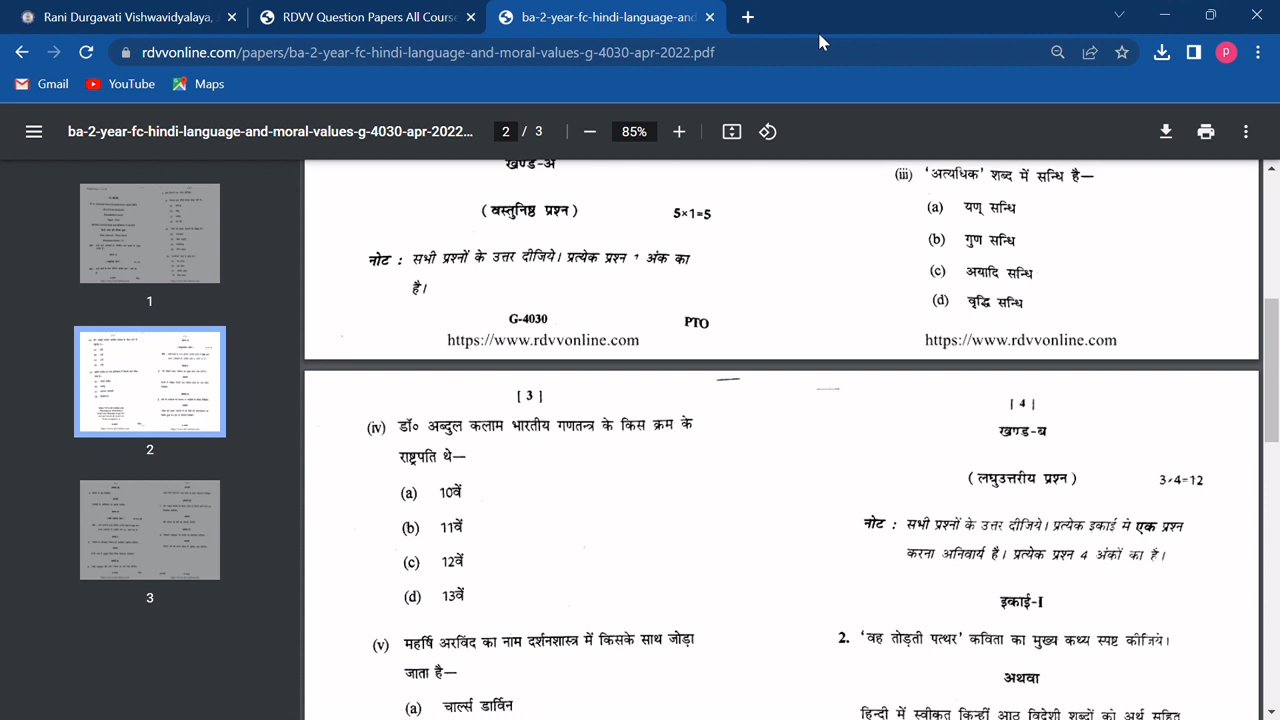 Rani Durgavati Vishwavidyalaya,
RDVV Question Papers All Course
ba-2-year-fc-hindi-language-and
rdvvonline.com/papers/ba-2-year-fc-hindi-language-and-moral-values-g-4030-apr-2022.pdf
P
Gmail
YouTube
Maps
ba-2-year-fc-hindi-language-and-moral-values-g-4030-apr-2022...
2 / 3
85%
1
2
3
खण्ड-अ
(वस्तुनिष्ठ प्रश्न) 5×1=5
नोट : सभी प्रश्नों के उत्तर दीजिये। प्रत्येक प्रश्न 1 अंक का
है।
G-4030 PTO
https://www.rdvvonline.com
(iii) 'अत्यधिक' शब्द में सन्धि है—
(a) यण् सन्धि
(b) गुण सन्धि
(c) अयादि सन्धि
(d) वृद्धि सन्धि
https://www.rdvvonline.com
[ 3 ]
(iv) डॉ० अब्दुल कलाम भारतीय गणतन्त्र के किस क्रम के
राष्ट्रपति थे—
(a) 10वें
(b) 11वें
(c) 12वें
(d) 13वें
(v) महर्षि अरविंद का नाम दर्शनशास्त्र में किसके साथ जोड़ा
जाता है—
(a) चार्ल्स डार्विन
[ 4 ]
खण्ड-ब
(लघुउत्तरीय प्रश्न) 3×4=12
नोट : सभी प्रश्नों के उत्तर दीजिये। प्रत्येक इकाई से एक प्रश्न
करना अनिवार्य है। प्रत्येक प्रश्न 4 अंकों का है।
इकाई-I
2. 'वह तोड़ती पत्थर' कविता का मुख्य कथ्य स्पष्ट कीजिये।
अथवा
हिन्दी में स्वीकृत किन्हीं आठ विदेशी शब्दों को अर्थ सहित